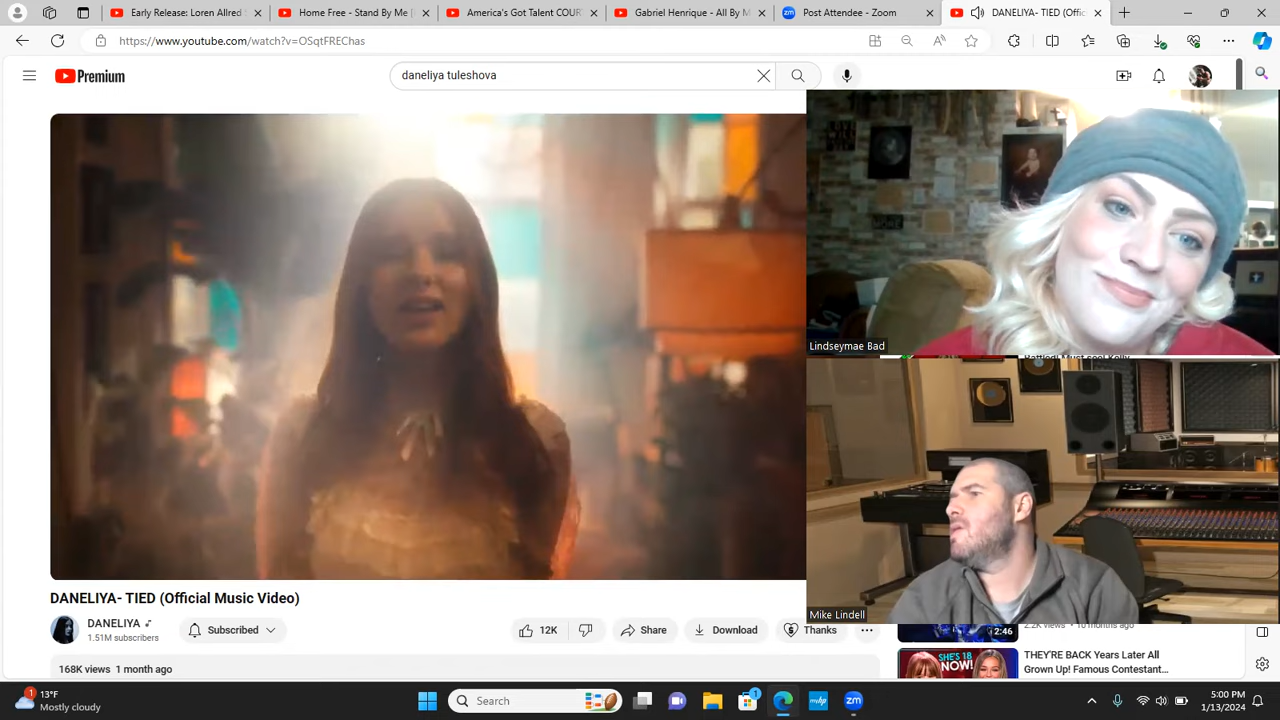 Early Release: Loren Allred S
Home Free - Stand By Me [
America's Got Talent COUR
Gabriel Henrique - All By M
Post Attendee - Zoom
DANELIYA- TIED (Offic
https://www.youtube.com/watch?v=OSqtFREChas
Premium
daneliya tuleshova
Lindseymae Bad
Mike Lindell
DANELIYA- TIED (Official Music Video)
DANELIYA
1.51M subscribers
Subscribed
12K
Share
Download
Thanks
2:46
168K views 1 month ago
SHE'S 18
NOW!
THEY'RE BACK Years Later All
Grown Up! Famous Contestant...
1
13°F
Mostly cloudy
Search
1
mhp
zm
5:00 PM
1/13/2024